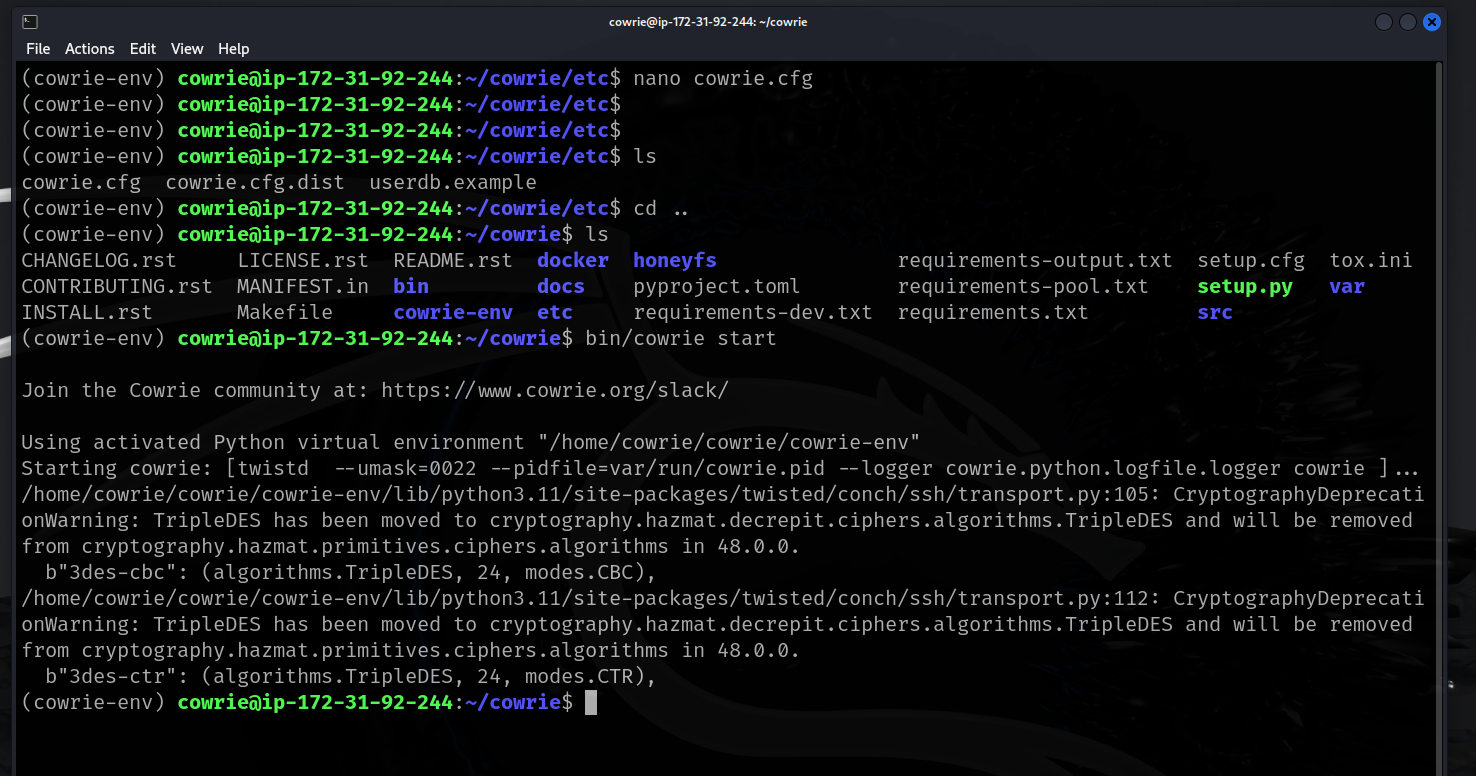 cowrie@ip-172-31-92-244: ~/cowrie
File Actions Edit View Help
(cowrie-env) cowrie@ip-172-31-92-244:~/cowrie/etc$ nano cowrie.cfg
(cowrie-env) cowrie@ip-172-31-92-244:~/cowrie/etc$
(cowrie-env) cowrie@ip-172-31-92-244:~/cowrie/etc$
(cowrie-env) cowrie@ip-172-31-92-244:~/cowrie/etc$ ls
cowrie.cfg  cowrie.cfg.dist  userdb.example
(cowrie-env) cowrie@ip-172-31-92-244:~/cowrie/etc$ cd ..
(cowrie-env) cowrie@ip-172-31-92-244:~/cowrie$ ls
CHANGELOG.rst     LICENSE.rst  README.rst  docker  honeyfs               requirements-output.txt  setup.cfg  tox.ini
CONTRIBUTING.rst  MANIFEST.in  bin         docs    pyproject.toml        requirements-pool.txt    setup.py   var
INSTALL.rst       Makefile     cowrie-env  etc     requirements-dev.txt  requirements.txt         src
(cowrie-env) cowrie@ip-172-31-92-244:~/cowrie$ bin/cowrie start
Join the Cowrie community at: https://www.cowrie.org/slack/
Using activated Python virtual environment "/home/cowrie/cowrie/cowrie-env"
Starting cowrie: [twistd  --umask=0022 --pidfile=var/run/cowrie.pid --logger cowrie.python.logfile.logger cowrie ]...
/home/cowrie/cowrie/cowrie-env/lib/python3.11/site-packages/twisted/conch/ssh/transport.py:105: CryptographyDeprecati
onWarning: TripleDES has been moved to cryptography.hazmat.decrepit.ciphers.algorithms.TripleDES and will be removed
from cryptography.hazmat.primitives.ciphers.algorithms in 48.0.0.
  b"3des-cbc": (algorithms.TripleDES, 24, modes.CBC),
/home/cowrie/cowrie/cowrie-env/lib/python3.11/site-packages/twisted/conch/ssh/transport.py:112: CryptographyDeprecati
onWarning: TripleDES has been moved to cryptography.hazmat.decrepit.ciphers.algorithms.TripleDES and will be removed
from cryptography.hazmat.primitives.ciphers.algorithms in 48.0.0.
  b"3des-ctr": (algorithms.TripleDES, 24, modes.CTR),
(cowrie-env) cowrie@ip-172-31-92-244:~/cowrie$